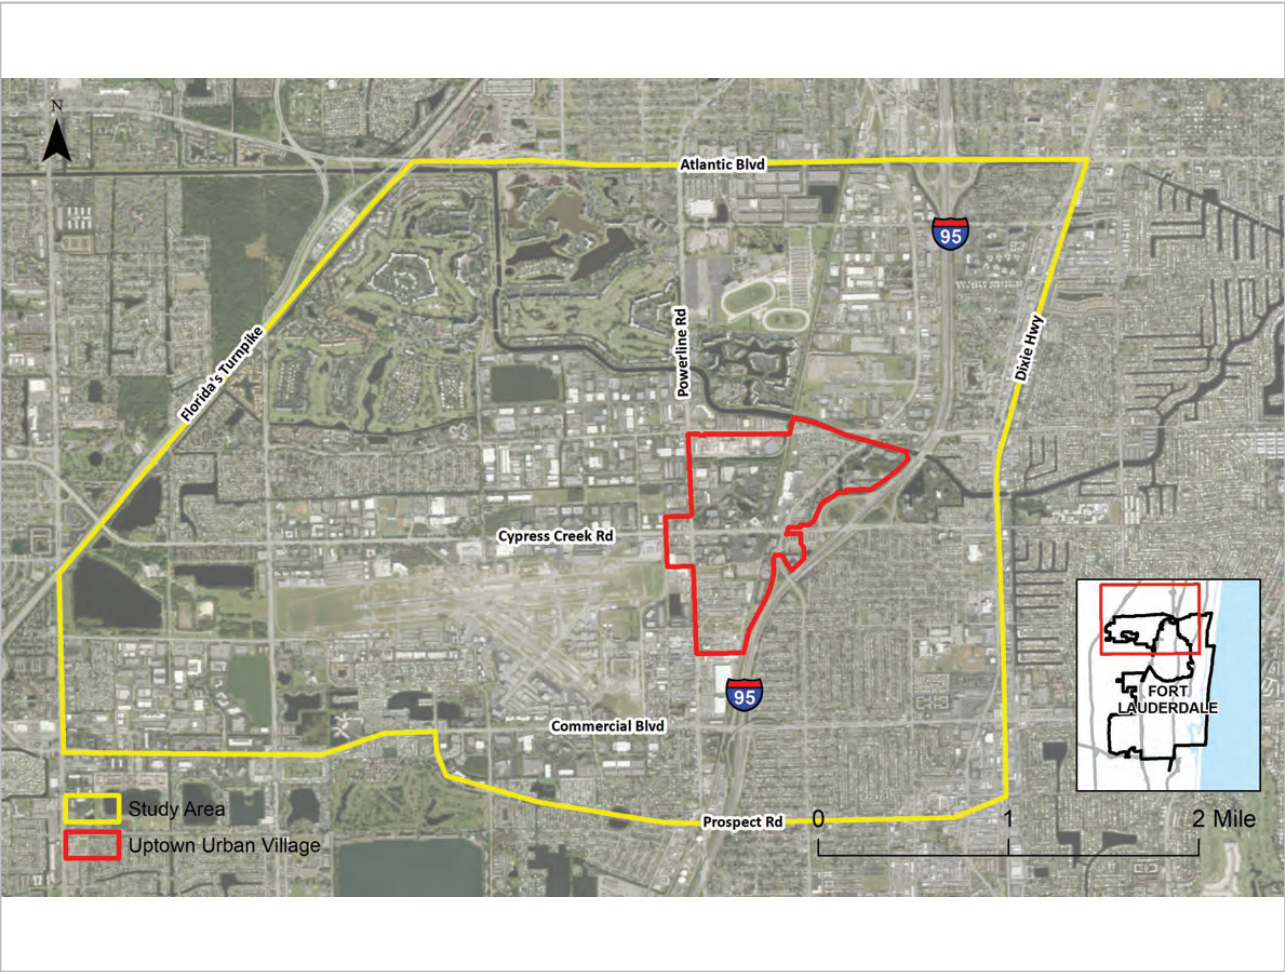 N
Atlantic Blvd
95
Florida's Turnpike
Powerline Rd
Dixie Hwy
Cypress Creek Rd
95
Commercial Blvd
Prospect Rd
FORT
LAUDERDALE
Study Area
Uptown Urban Village
0 1 2 Mile